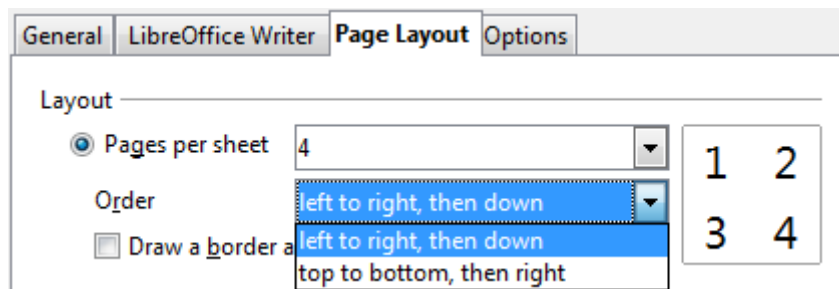 General LibreOffice Writer Page Layout Options
Layout
Pages per sheet 4
1 2
Order left to right, then down
3 4
Draw a border a
left to right, then down
top to bottom, then right